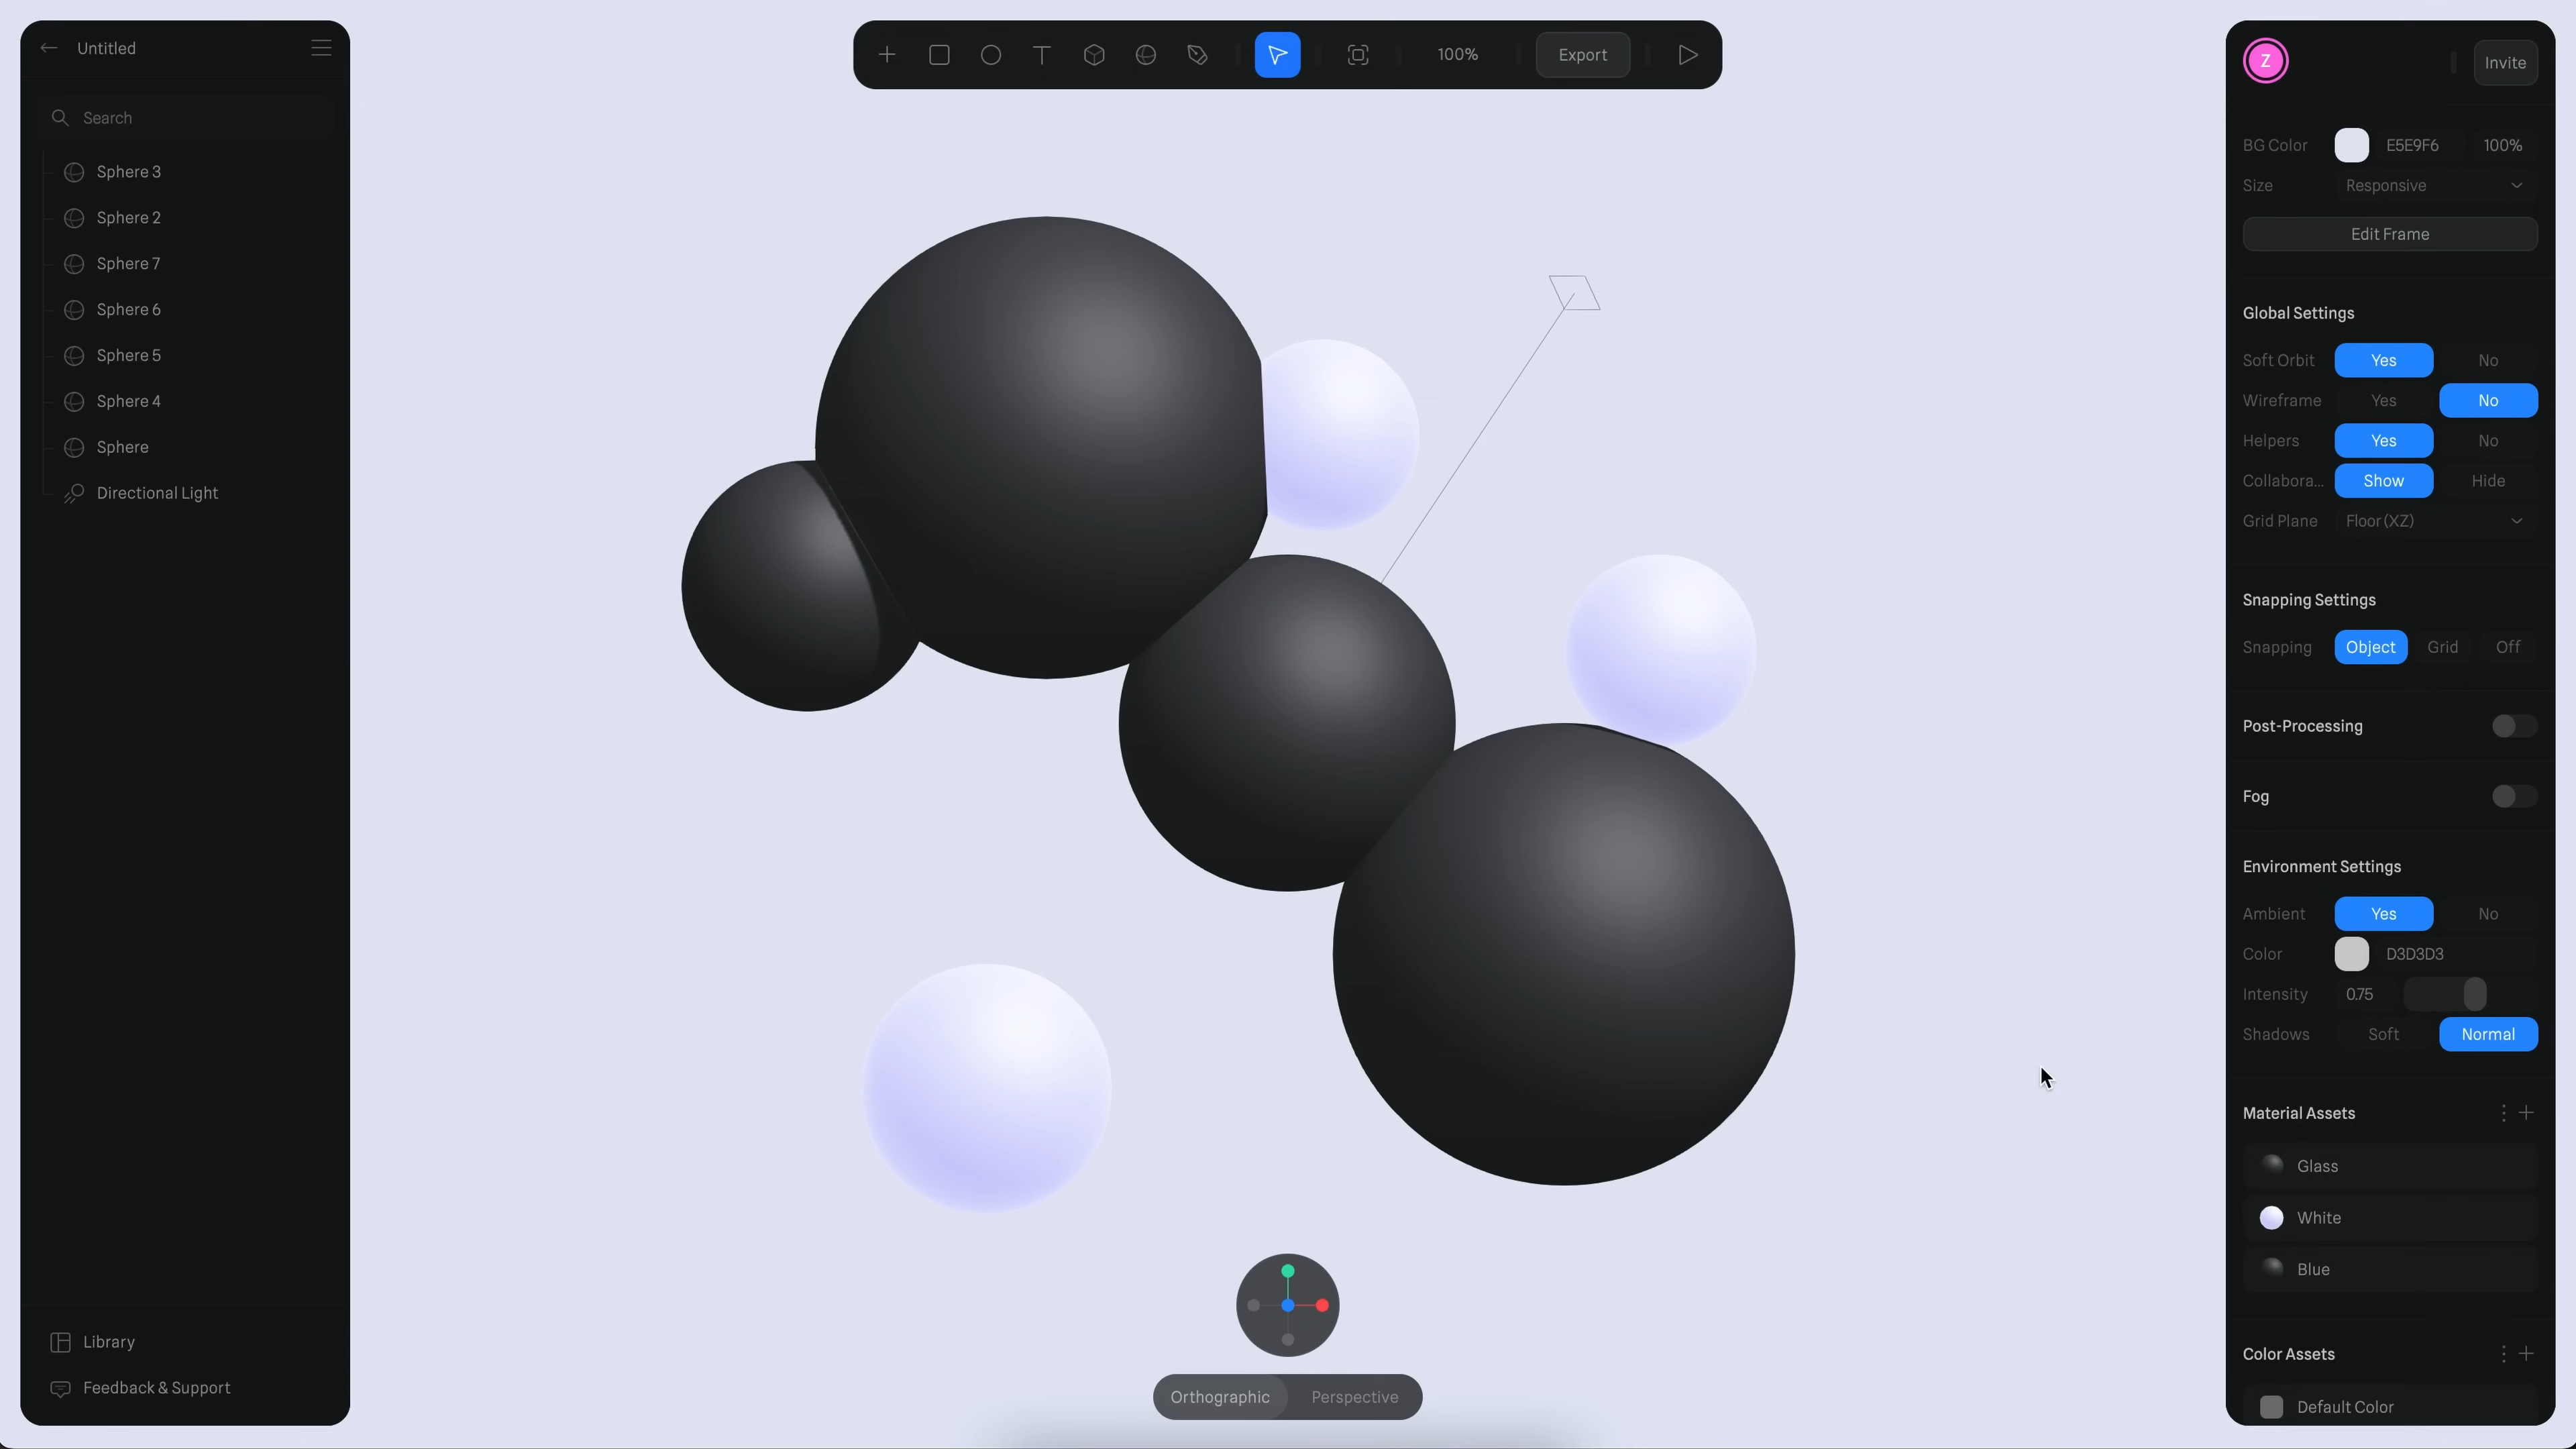 Untitled
Search
Sphere 3
Sphere 2
Sphere 7
Sphere 6
Sphere 5
Sphere 4
Sphere
Directional Light
Library
Feedback & Support
100%
Export
Orthographic
Perspective
Z
Invite
BG Color E5E9F6 100%
Size Responsive
Edit Frame
Global Settings
Soft Orbit Yes No
Wireframe Yes No
Helpers Yes No
Collabora... Show Hide
Grid Plane Floor (XZ)
Snapping Settings
Snapping Object Grid Off
Post-Processing
Fog
Environment Settings
Ambient Yes No
Color D3D3D3
Intensity 0.75
Shadows Soft Normal
Material Assets
Glass
White
Blue
Color Assets
Default Color